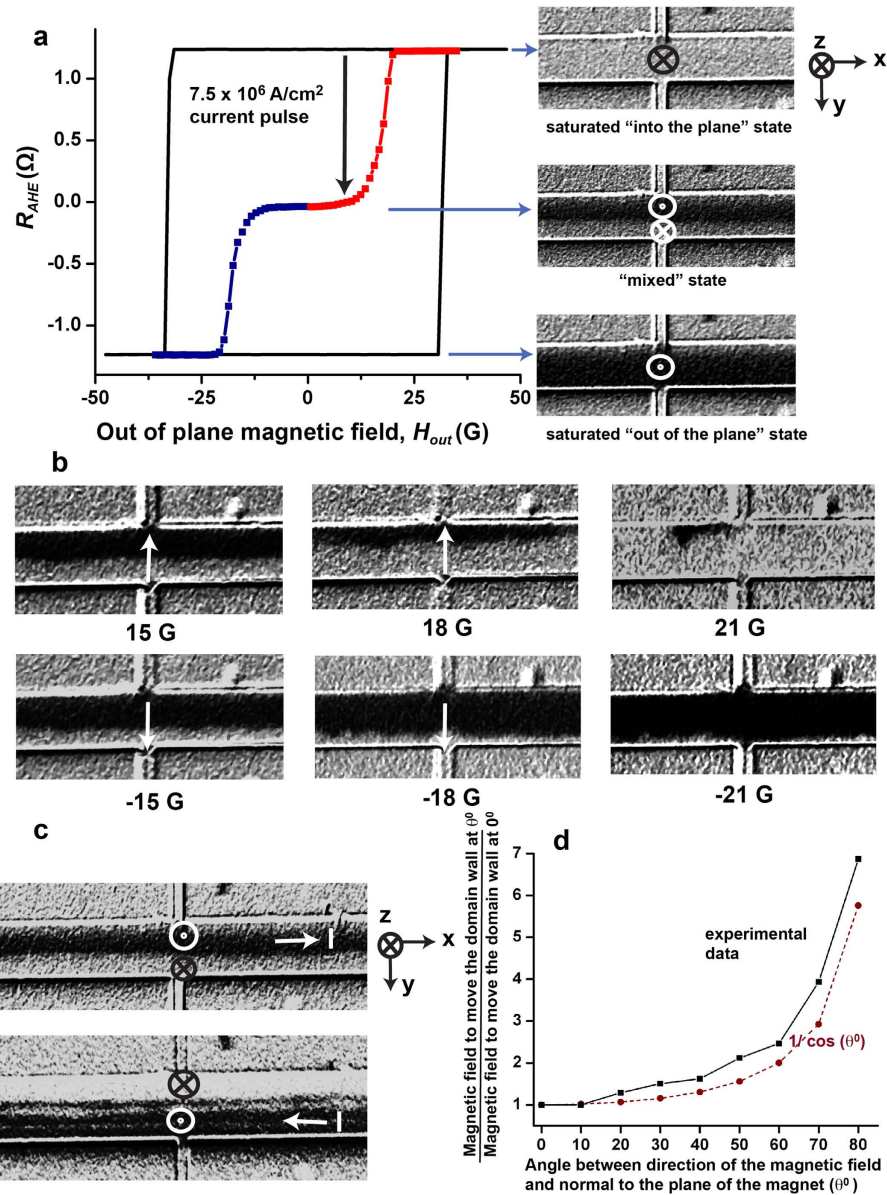 a
1.0
0.5
0.0
-0.5
-1.0
R_AHE (Ω)
7.5 x 10⁶ A/cm²
current pulse
-50
-25
0
25
50
Out of plane magnetic field, H_out (G)
z
x
y
saturated “into the plane” state
“mixed” state
saturated “out of the plane” state
b
15 G
18 G
21 G
-15 G
-18 G
-21 G
c
I
z
x
y
I
d
Magnetic field to move the domain wall at θ⁰
Magnetic field to move the domain wall at 0⁰
7
6
5
4
3
2
1
experimental
data
1/ cos (θ⁰)
0
10
20
30
40
50
60
70
80
Angle between direction of the magnetic field
and normal to the plane of the magnet (θ⁰ )